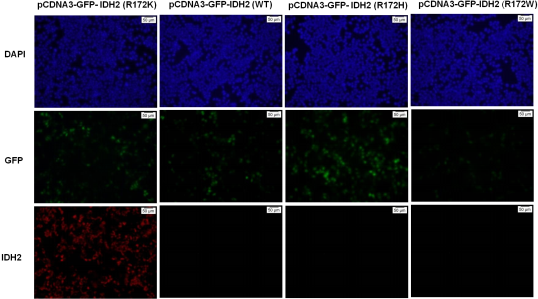 pCDNA3-GFP- IDH2 (R172K) pCDNA3-GFP-IDH2 (WT) pCDNA3-GFP- IDH2 (R172H) pCDNA3-GFP-IDH2 (R172W)
50 µm 50 µm 50 µm 50 µm
DAPI
50 µm 50 µm 50 µm 50 µm
GFP
50 µm 50 µm 50 µm 50 µm
IDH2